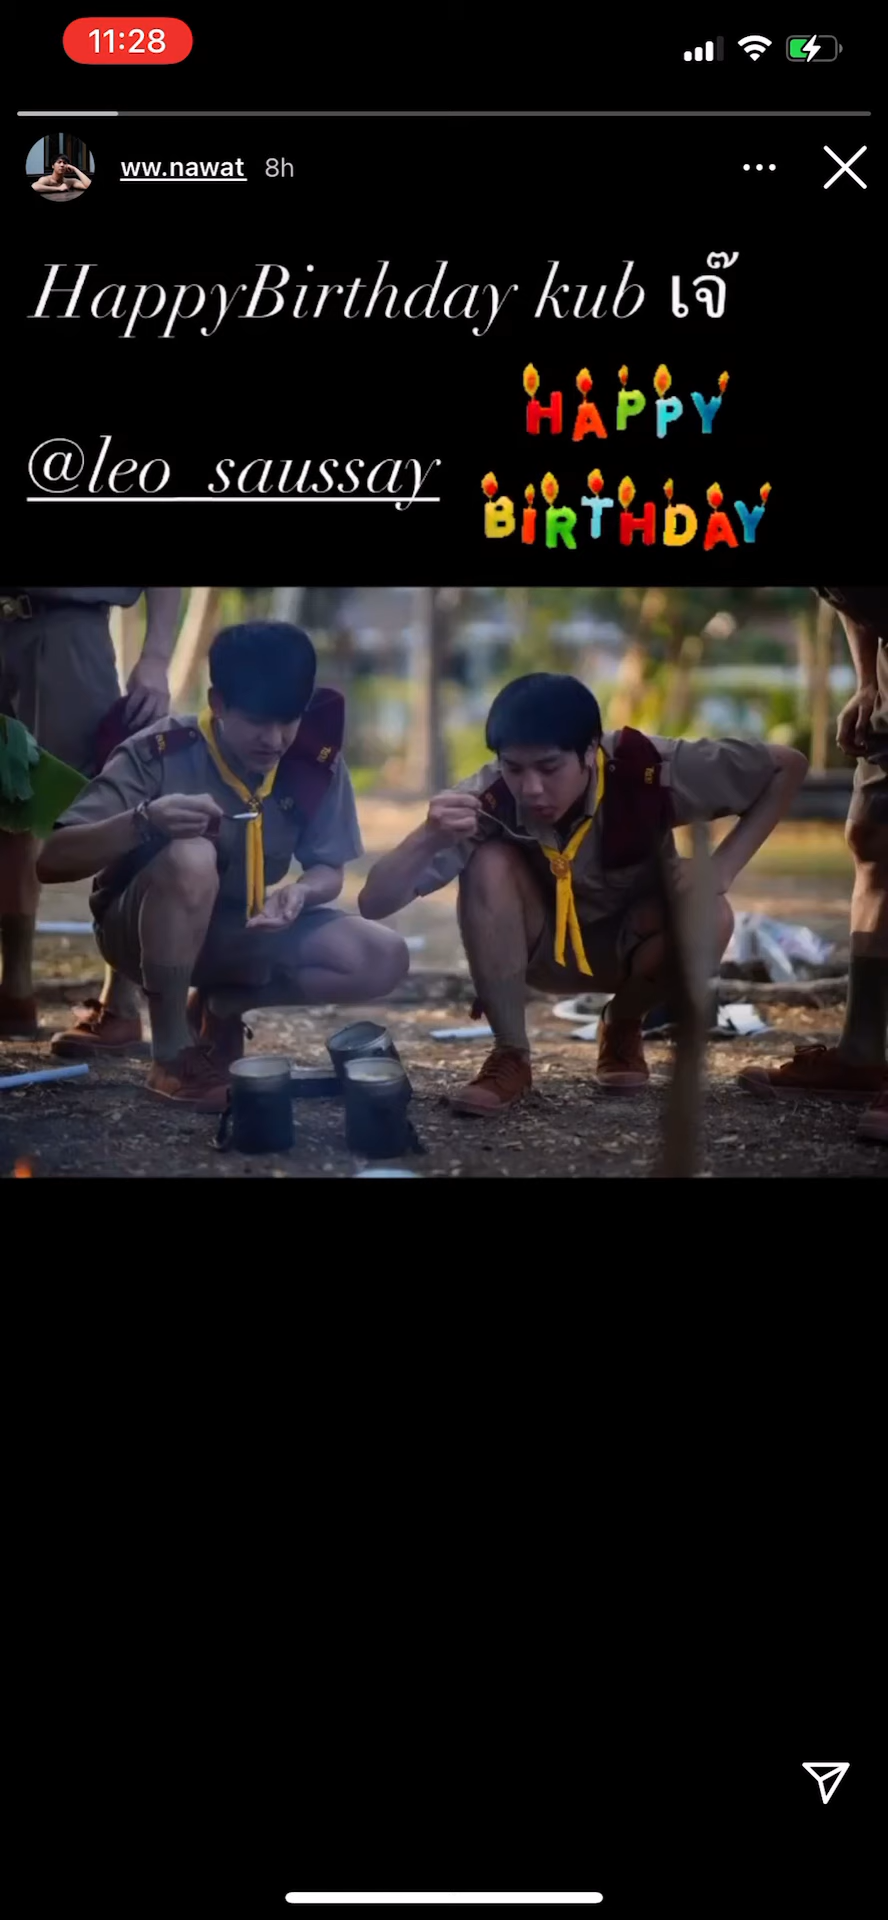 11:28
ww.nawat 8h
HappyBirthday kub เจ๊
@leo_saussay
HAPPY
BIRTHDAY